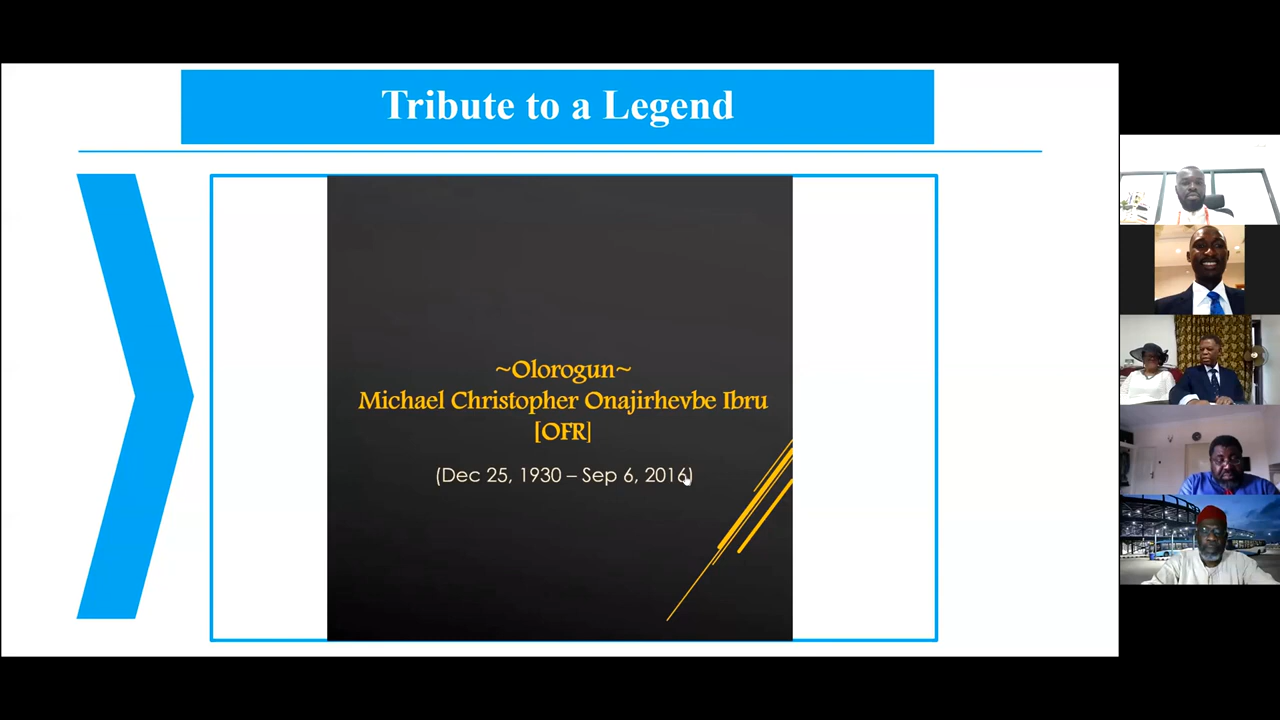 Tribute to a Legend
~Olorogun~
Michael Christopher Onajirhevbe Ibru
[OFR]
(Dec 25, 1930 – Sep 6, 2016)